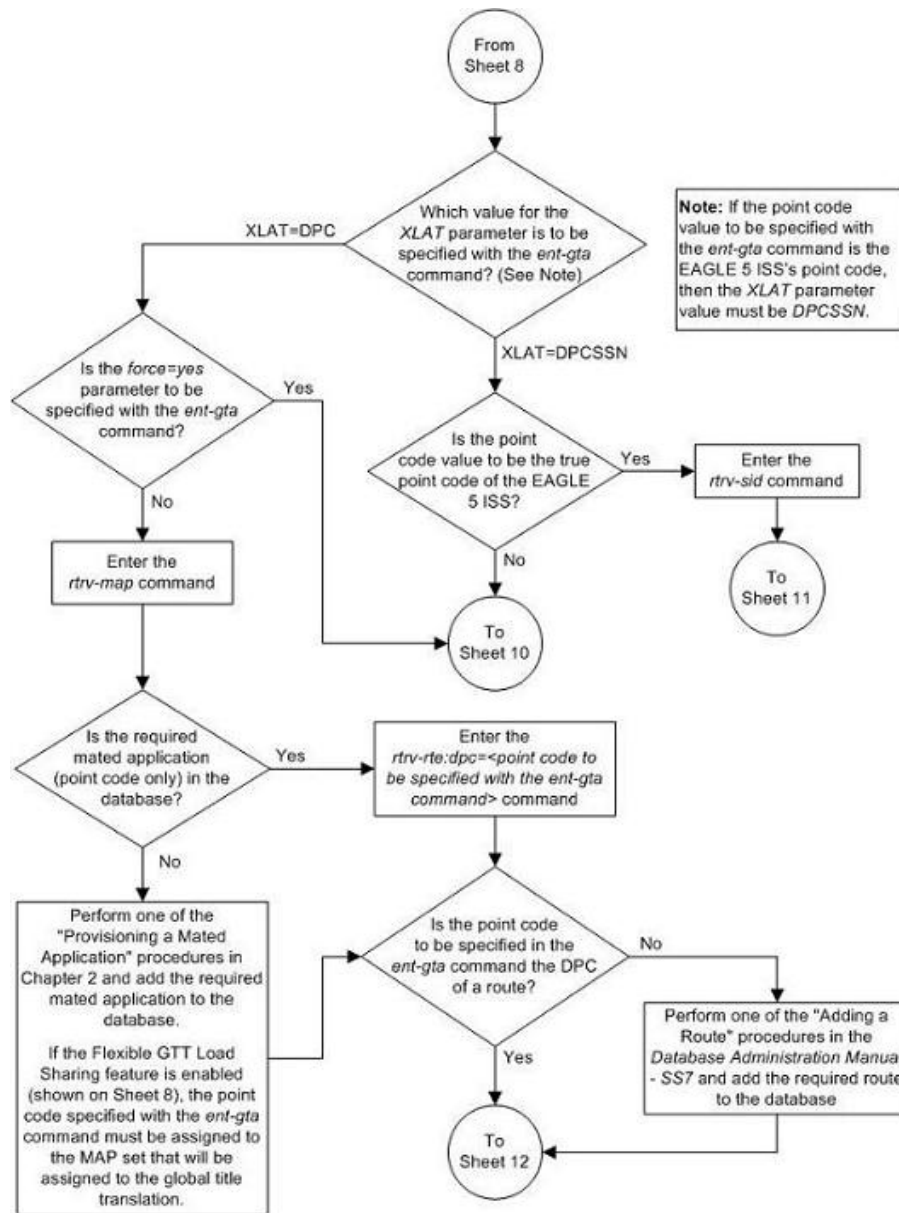 From
Sheet 8
Which value for the
XLAT parameter is to be
specified with the ent-gta
command? (See Note)
Note: If the point code
value to be specified with
the ent-gta command is the
EAGLE 5 ISS's point code,
then the XLAT parameter
value must be DPCSSN.
XLAT=DPC
XLAT=DPCSSN
Is the force=yes
parameter to be
specified with the ent-gta
command?
Yes
No
Is the point
code value to be the true
point code of the EAGLE
5 ISS?
Yes
No
Enter the
rtrv-sid command
To
Sheet 11
Enter the
rtrv-map command
To
Sheet 10
Is the required
mated application
(point code only) in the
database?
Yes
No
Enter the
rtrv-rte:dpc=<point code to
be specified with the ent-gta
command> command
Perform one of the
"Provisioning a Mated
Application" procedures in
Chapter 2 and add the required
mated application to the
database.
If the Flexible GTT Load
Sharing feature is enabled
(shown on Sheet 8), the point
code specified with the ent-gta
command must be assigned to
the MAP set that will be
assigned to the global title
translation.
Is the point code
to be specified in the
ent-gta command the DPC
of a route?
No
Yes
Perform one of the "Adding a
Route" procedures in the
Database Administration Manual
- SS7 and add the required route
to the database
To
Sheet 12